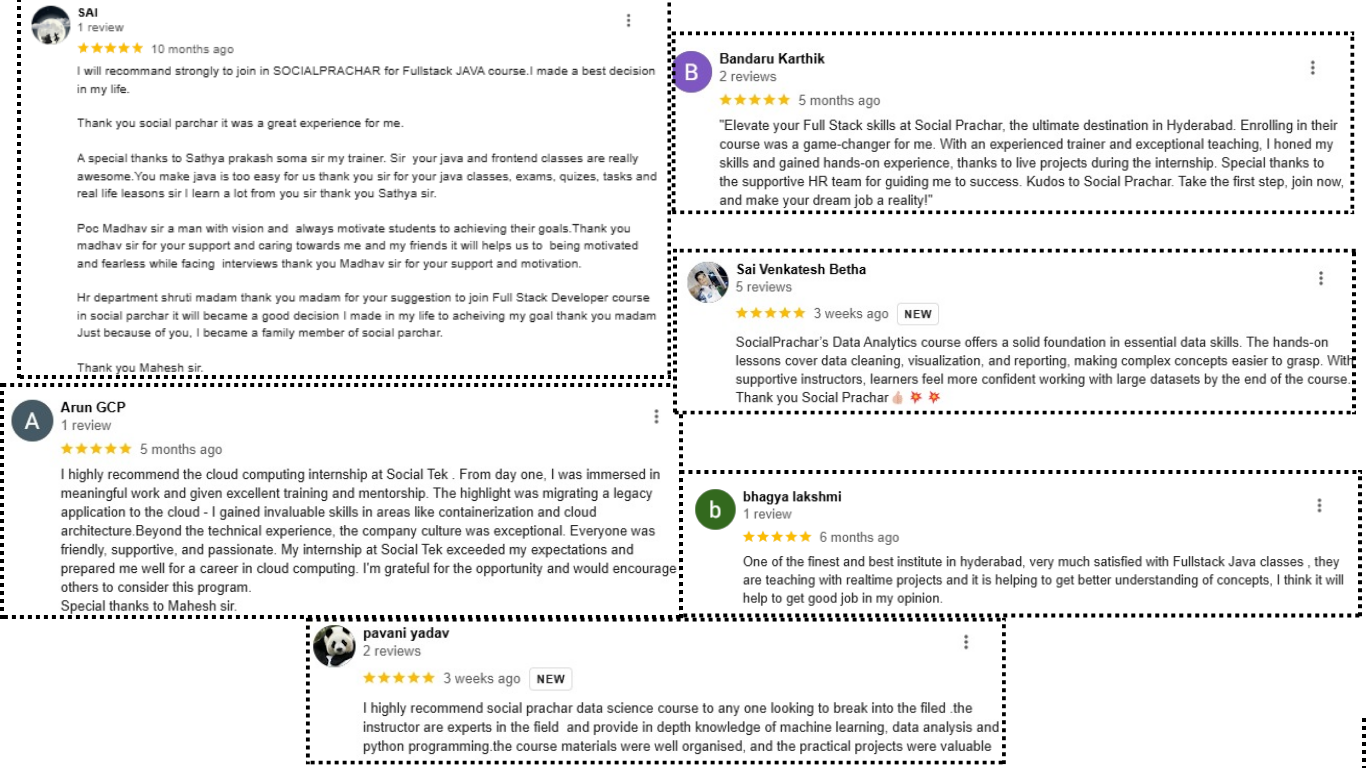 SAI
1 review
10 months ago
I will recommand strongly to join in SOCIALPRACHAR for Fullstack JAVA course.I made a best decision
in my life.
Thank you social parchar it was a great experience for me.
A special thanks to Sathya prakash soma sir my trainer. Sir your java and frontend classes are really
awesome.You make java is too easy for us thank you sir for your java classes, exams, quizes, tasks and
real life leasons sir I learn a lot from you sir thank you Sathya sir.
Poc Madhav sir a man with vision and always motivate students to achieving their goals.Thank you
madhav sir for your support and caring towards me and my friends it will helps us to being motivated
and fearless while facing interviews thank you Madhav sir for your support and motivation.
Hr department shruti madam thank you madam for your suggestion to join Full Stack Developer course
in social parchar it will became a good decision I made in my life to acheiving my goal thank you madam
Just because of you, I became a family member of social parchar.
Thank you Mahesh sir.
B
Bandaru Karthik
2 reviews
5 months ago
"Elevate your Full Stack skills at Social Prachar, the ultimate destination in Hyderabad. Enrolling in their
course was a game-changer for me. With an experienced trainer and exceptional teaching, I honed my
skills and gained hands-on experience, thanks to live projects during the internship. Special thanks to
the supportive HR team for guiding me to success. Kudos to Social Prachar. Take the first step, join now,
and make your dream job a reality!"
Sai Venkatesh Betha
5 reviews
3 weeks ago NEW
SocialPrachar's Data Analytics course offers a solid foundation in essential data skills. The hands-on
lessons cover data cleaning, visualization, and reporting, making complex concepts easier to grasp. With
supportive instructors, learners feel more confident working with large datasets by the end of the course.
Thank you Social Prachar👍🏻 💥 💥
A
Arun GCP
1 review
5 months ago
I highly recommend the cloud computing internship at Social Tek . From day one, I was immersed in
meaningful work and given excellent training and mentorship. The highlight was migrating a legacy
application to the cloud - I gained invaluable skills in areas like containerization and cloud
architecture.Beyond the technical experience, the company culture was exceptional. Everyone was
friendly, supportive, and passionate. My internship at Social Tek exceeded my expectations and
prepared me well for a career in cloud computing. I'm grateful for the opportunity and would encourage
others to consider this program.
Special thanks to Mahesh sir.
b
bhagya lakshmi
1 review
6 months ago
One of the finest and best institute in hyderabad, very much satisfied with Fullstack Java classes , they
are teaching with realtime projects and it is helping to get better understanding of concepts, I think it will
help to get good job in my opinion.
pavani yadav
2 reviews
3 weeks ago NEW
I highly recommend social prachar data science course to any one looking to break into the filed .the
instructor are experts in the field and provide in depth knowledge of machine learning, data analysis and
python programming.the course materials were well organised, and the practical projects were valuable